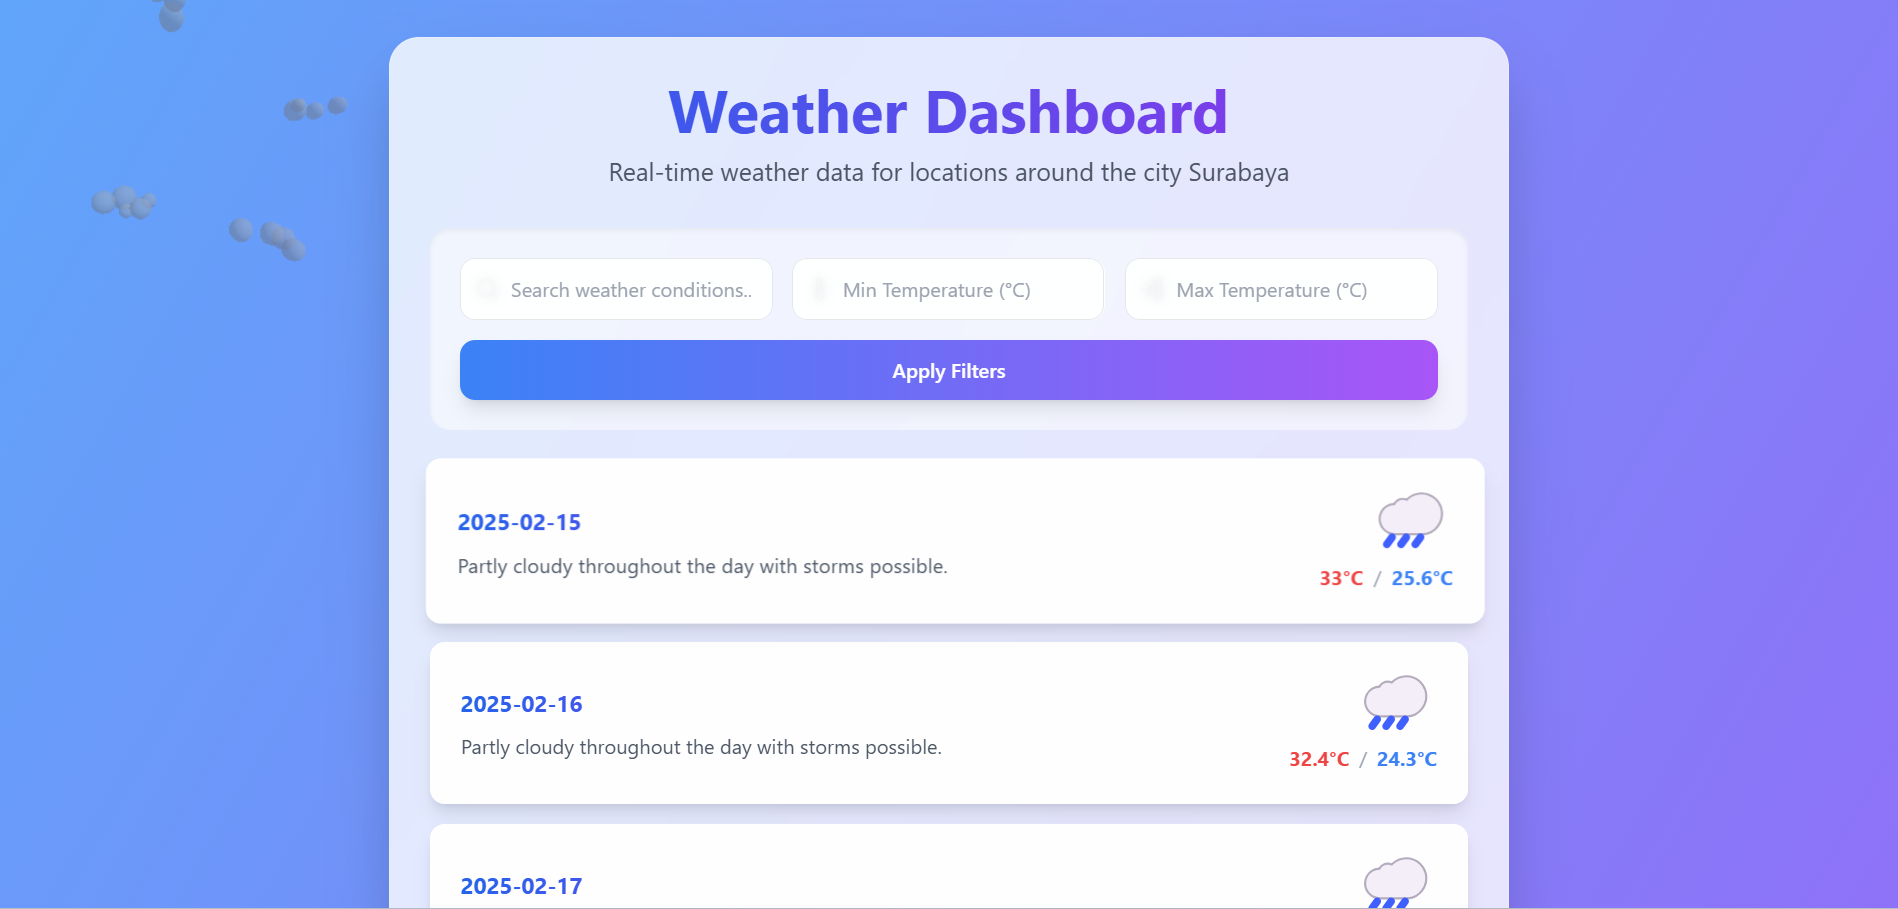 Weather Dashboard
Real-time weather data for locations around the city Surabaya
Search weather conditions..
Min Temperature (°C)
Max Temperature (°C)
Apply Filters
2025-02-15
Partly cloudy throughout the day with storms possible.
33°C / 25.6°C
2025-02-16
Partly cloudy throughout the day with storms possible.
32.4°C / 24.3°C
2025-02-17